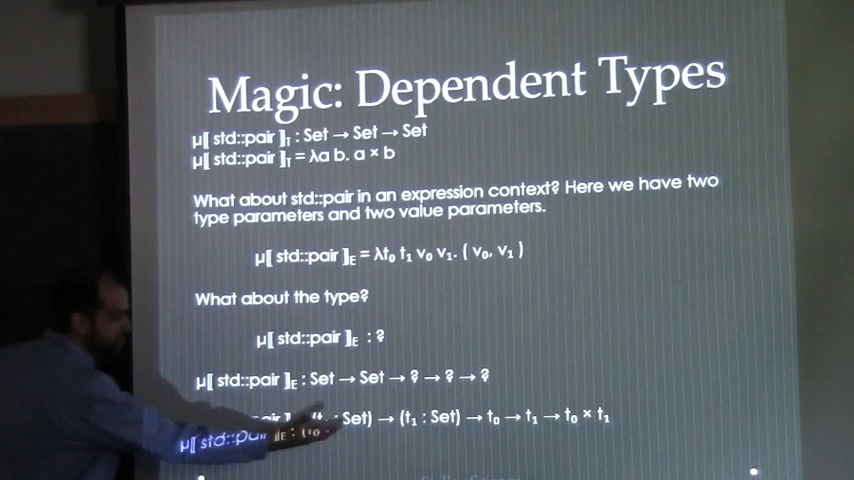 Magic: Dependent Types
μ⟦ std::pair ⟧T : Set → Set → Set
μ⟦ std::pair ⟧T = λa b. a × b
What about std::pair in an expression context? Here we have two
type parameters and two value parameters.
μ⟦ std::pair ⟧E = λt₀ t₁ v₀ v₁. ( v₀, v₁ )
What about the type?
μ⟦ std::pair ⟧E : ?
μ⟦ std::pair ⟧E : Set → Set → ? → ? → ?
μ⟦ std::pair ⟧E : (t₀ : Set) → (t₁ : Set) → t₀ → t₁ → t₀ × t₁